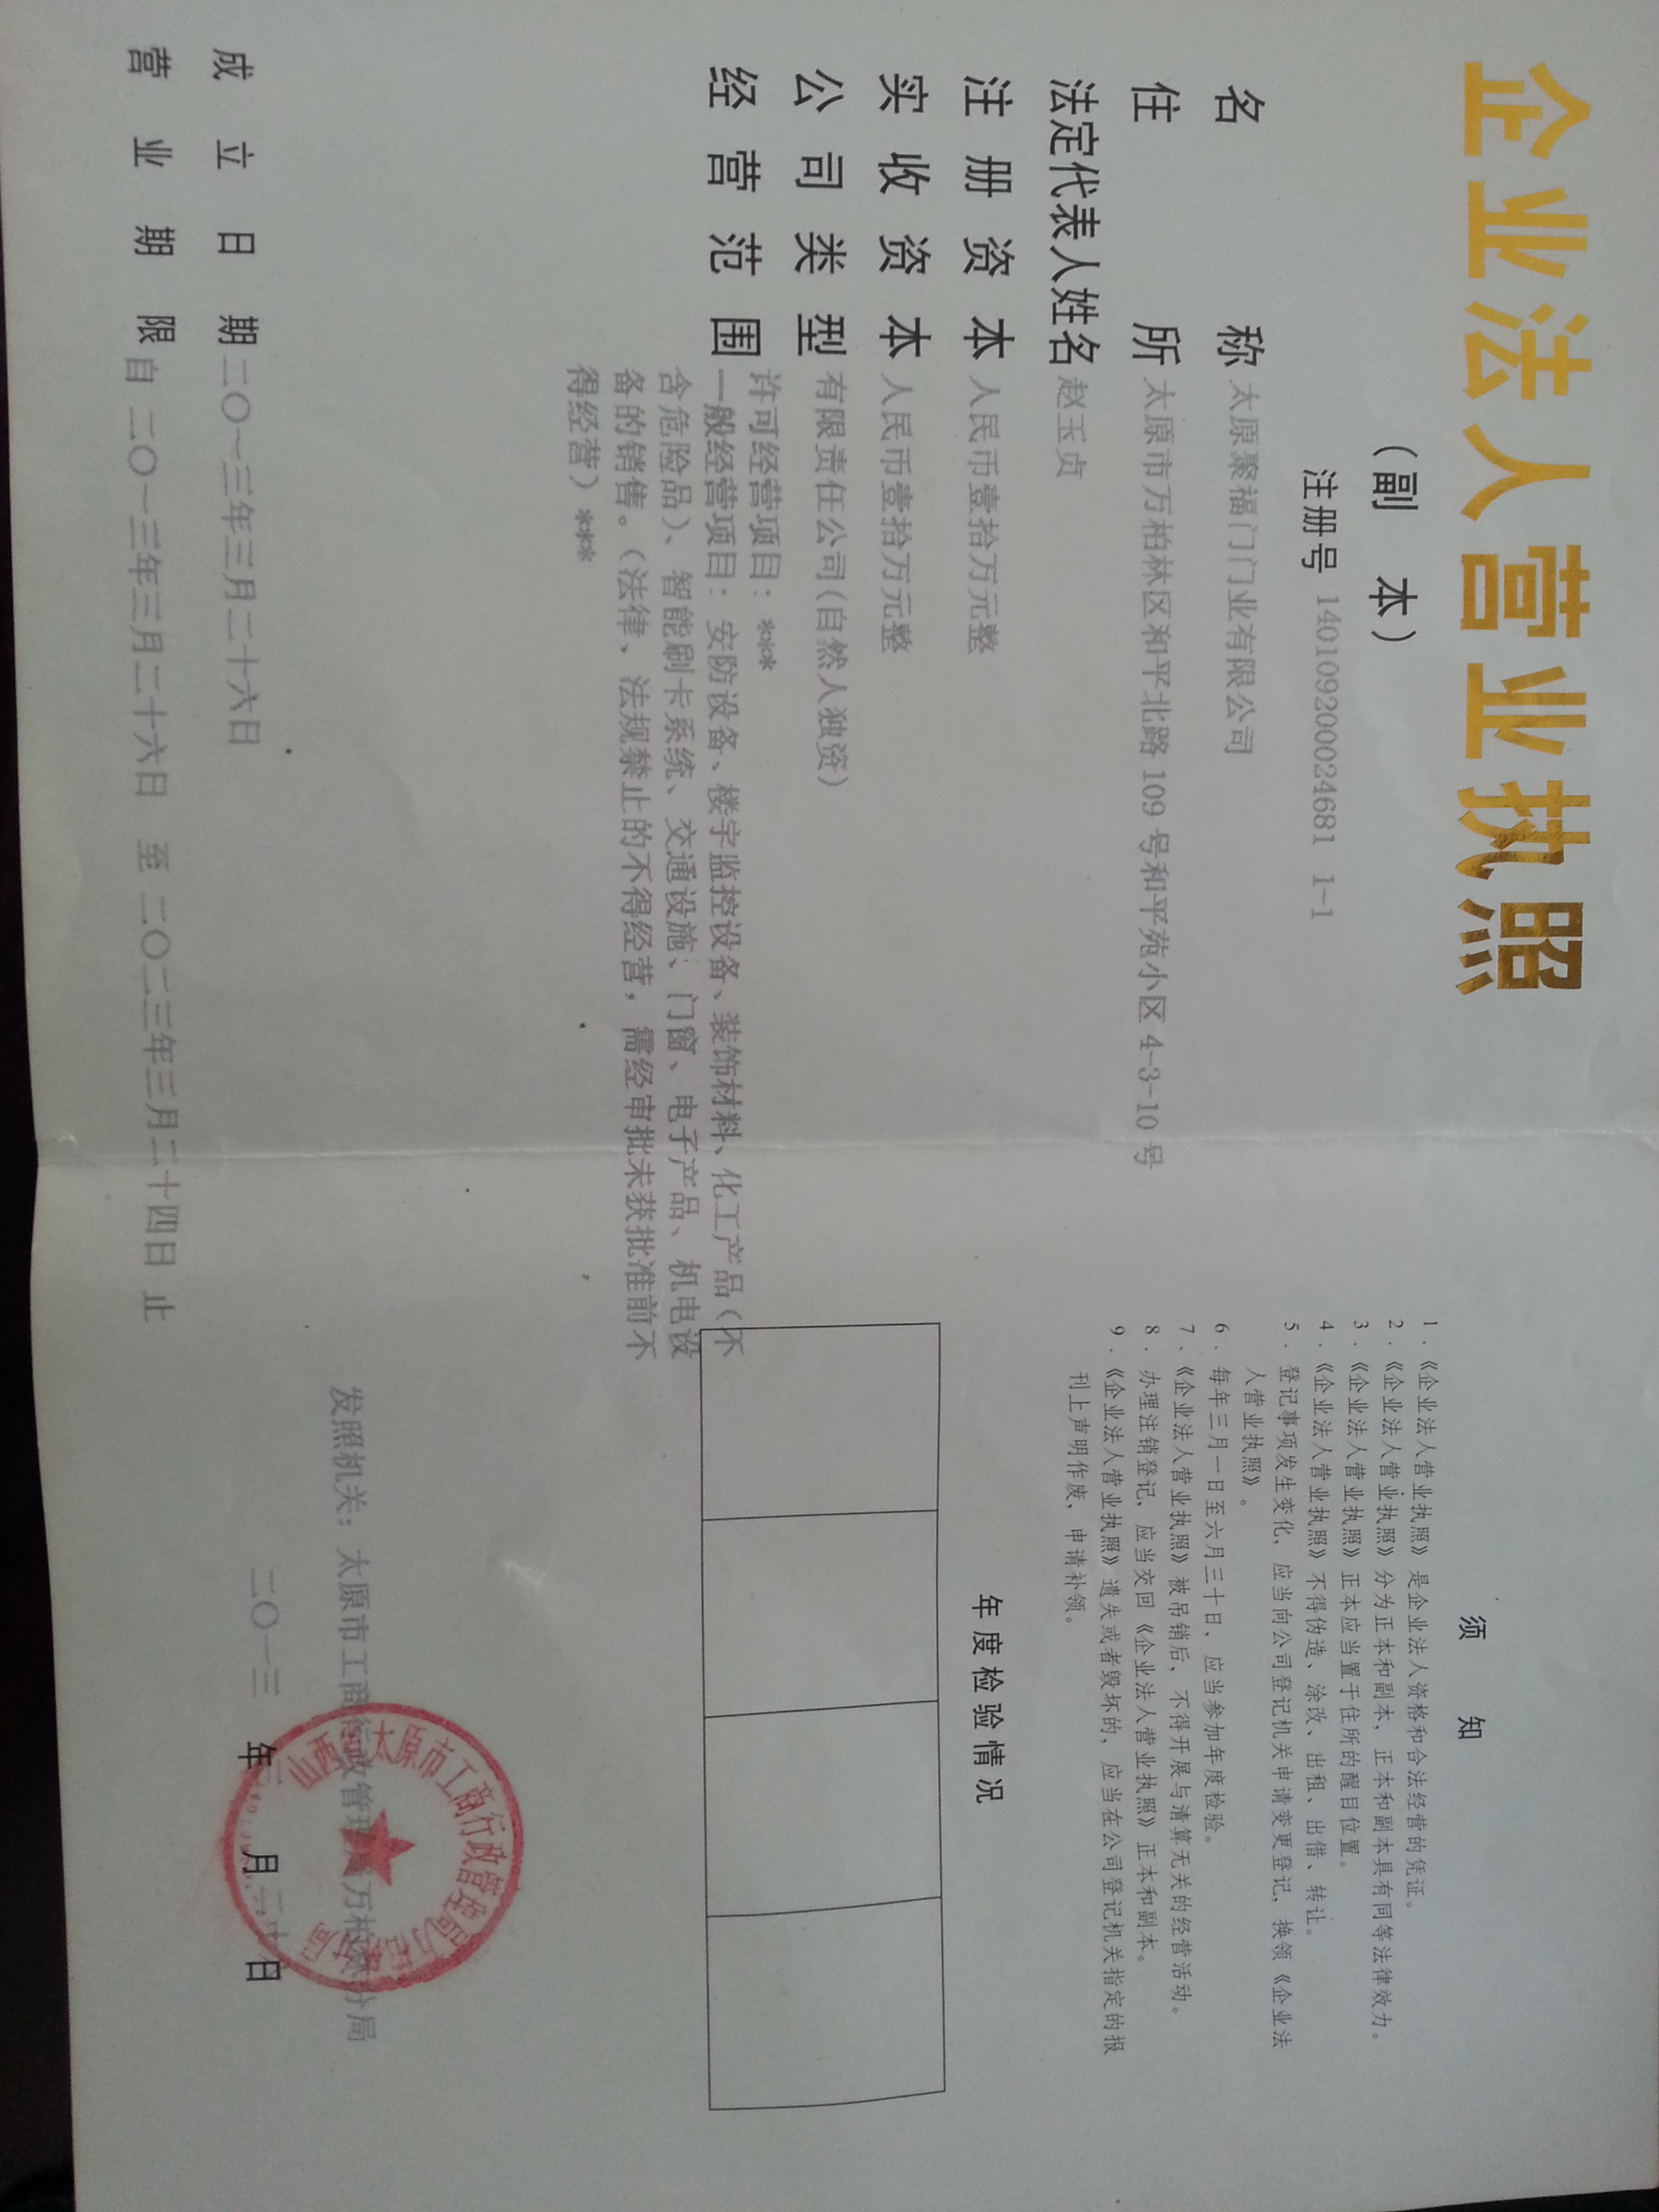 企业法人营业执照
（副 本）
注册号 140109200024681 1-1
名称 太原聚福门门业有限公司
住所 太原市万柏林区和平北路109号和平苑小区4-3-10号
法定代表人姓名 赵玉贞
注册资本 人民币壹拾万元整
实收资本 人民币壹拾万元整
公司类型 有限责任公司(自然人独资)
经营范围
许可经营项目：***
一般经营项目：安防设备、楼宇监控设备、装饰材料、化工产品（不
含危险品）、智能刷卡系统、交通设施、门窗、电子产品、机电设
备的销售。（法律、法规禁止的不得经营，需经审批未获批准前不
得经营）***
成立日期 二〇一三年三月二十六日
营业期限 自 二〇一三年三月二十六日 至 二〇二三年三月二十四日 止
须 知
1．《企业法人营业执照》是企业法人资格和合法经营的凭证。
2．《企业法人营业执照》分为正本和副本，正本和副本具有同等法律效力。
3．《企业法人营业执照》正本应当置于住所的醒目位置。
4．《企业法人营业执照》不得伪造、涂改、出租、出借、转让。
5．登记事项发生变化，应当向公司登记机关申请变更登记，换领《企业法
人营业执照》。
6．每年三月一日至六月三十日，应当参加年度检验。
7．《企业法人营业执照》被吊销后，不得开展与清算无关的经营活动。
8．办理注销登记，应当交回《企业法人营业执照》正本和副本。
9．《企业法人营业执照》遗失或者毁坏的，应当在公司登记机关指定的报
刊上声明作废，申请补领。
年度检验情况
发照机关：太原市工商行政管理局万柏林分局
二〇一三 年 三 月 日
山西省太原市工商行政管理局万柏林分局